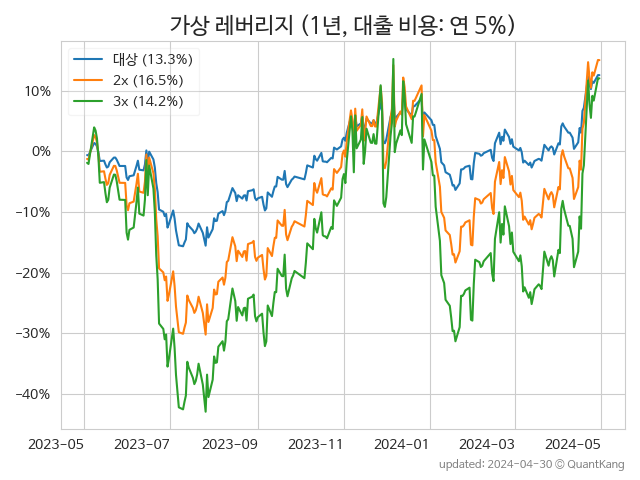 가상 레버리지 (1년, 대출 비용: 연 5%)
대상 (13.3%)
2x (16.5%)
3x (14.2%)
10%
0%
−10%
−20%
−30%
−40%
2023-05 2023-07 2023-09 2023-11 2024-01 2024-03 2024-05
updated: 2024-04-30 © QuantKang